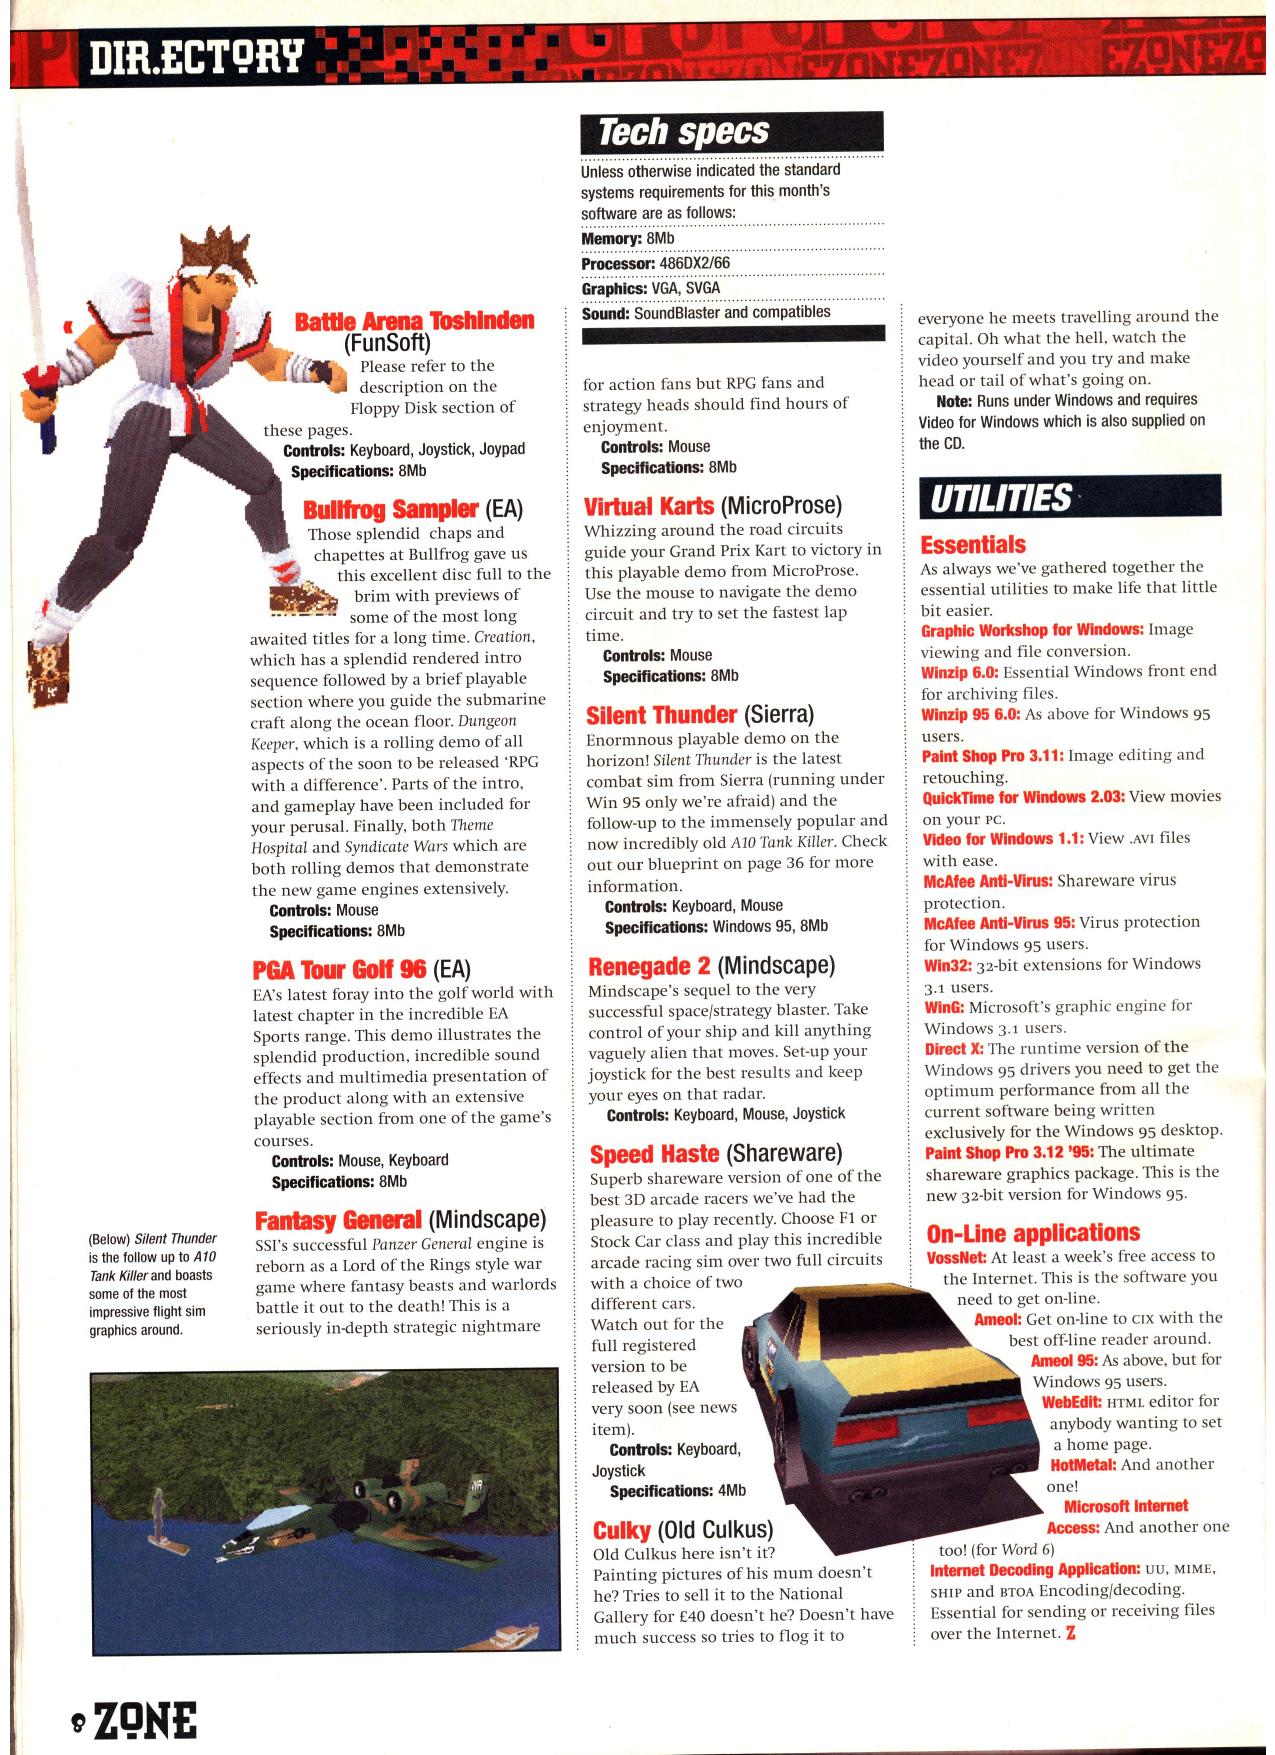 DIR.ECTORY
Tech specs
Unless otherwise indicated the standard
systems requirements for this month's
software are as follows:
Memory: 8Mb
Processor: 486DX2/66
Graphics: VGA, SVGA
Sound: SoundBlaster and compatibles
Battle Arena Toshinden
(FunSoft)
Please refer to the
description on the
Floppy Disk section of
these pages.
Controls: Keyboard, Joystick, Joypad
Specifications: 8Mb
Bullfrog Sampler (EA)
Those splendid chaps and
chapettes at Bullfrog gave us
this excellent disc full to the
brim with previews of
some of the most long
awaited titles for a long time. Creation,
which has a splendid rendered intro
sequence followed by a brief playable
section where you guide the submarine
craft along the ocean floor. Dungeon
Keeper, which is a rolling demo of all
aspects of the soon to be released ‘RPG
with a difference’. Parts of the intro,
and gameplay have been included for
your perusal. Finally, both Theme
Hospital and Syndicate Wars which are
both rolling demos that demonstrate
the new game engines extensively.
Controls: Mouse
Specifications: 8Mb
PGA Tour Golf 96 (EA)
EA's latest foray into the golf world with
latest chapter in the incredible EA
Sports range. This demo illustrates the
splendid production, incredible sound
effects and multimedia presentation of
the product along with an extensive
playable section from one of the game's
courses.
Controls: Mouse, Keyboard
Specifications: 8Mb
Fantasy General (Mindscape)
SSI's successful Panzer General engine is
reborn as a Lord of the Rings style war
game where fantasy beasts and warlords
battle it out to the death! This is a
seriously in-depth strategic nightmare
(Below) Silent Thunder
is the follow up to A10
Tank Killer and boasts
some of the most
impressive flight sim
graphics around.
for action fans but RPG fans and
strategy heads should find hours of
enjoyment.
Controls: Mouse
Specifications: 8Mb
Virtual Karts (MicroProse)
Whizzing around the road circuits
guide your Grand Prix Kart to victory in
this playable demo from MicroProse.
Use the mouse to navigate the demo
circuit and try to set the fastest lap
time.
Controls: Mouse
Specifications: 8Mb
Silent Thunder (Sierra)
Enormnous playable demo on the
horizon! Silent Thunder is the latest
combat sim from Sierra (running under
Win 95 only we're afraid) and the
follow-up to the immensely popular and
now incredibly old A10 Tank Killer. Check
out our blueprint on page 36 for more
information.
Controls: Keyboard, Mouse
Specifications: Windows 95, 8Mb
Renegade 2 (Mindscape)
Mindscape's sequel to the very
successful space/strategy blaster. Take
control of your ship and kill anything
vaguely alien that moves. Set-up your
joystick for the best results and keep
your eyes on that radar.
Controls: Keyboard, Mouse, Joystick
Speed Haste (Shareware)
Superb shareware version of one of the
best 3D arcade racers we've had the
pleasure to play recently. Choose F1 or
Stock Car class and play this incredible
arcade racing sim over two full circuits
with a choice of two
different cars.
Watch out for the
full registered
version to be
released by EA
very soon (see news
item).
Controls: Keyboard,
Joystick
Specifications: 4Mb
Culky (Old Culkus)
Old Culkus here isn't it?
Painting pictures of his mum doesn't
he? Tries to sell it to the National
Gallery for £40 doesn't he? Doesn't have
much success so tries to flog it to
everyone he meets travelling around the
capital. Oh what the hell, watch the
video yourself and you try and make
head or tail of what's going on.
Note: Runs under Windows and requires
Video for Windows which is also supplied on
the CD.
UTILITIES
Essentials
As always we've gathered together the
essential utilities to make life that little
bit easier.
Graphic Workshop for Windows: Image
viewing and file conversion.
Winzip 6.0: Essential Windows front end
for archiving files.
Winzip 95 6.0: As above for Windows 95
users.
Paint Shop Pro 3.11: Image editing and
retouching.
QuickTime for Windows 2.03: View movies
on your PC.
Video for Windows 1.1: View .AVI files
with ease.
McAfee Anti-Virus: Shareware virus
protection.
McAfee Anti-Virus 95: Virus protection
for Windows 95 users.
Win32: 32-bit extensions for Windows
3.1 users.
WinG: Microsoft's graphic engine for
Windows 3.1 users.
Direct X: The runtime version of the
Windows 95 drivers you need to get the
optimum performance from all the
current software being written
exclusively for the Windows 95 desktop.
Paint Shop Pro 3.12 '95: The ultimate
shareware graphics package. This is the
new 32-bit version for Windows 95.
On-Line applications
VossNet: At least a week's free access to
the Internet. This is the software you
need to get on-line.
Ameol: Get on-line to CIX with the
best off-line reader around.
Ameol 95: As above, but for
Windows 95 users.
WebEdit: HTML editor for
anybody wanting to set
a home page.
HotMetal: And another
one!
Microsoft Internet
Access: And another one
too! (for Word 6)
Internet Decoding Application: UU, MIME,
SHIP and BTOA Encoding/decoding.
Essential for sending or receiving files
over the Internet. Z
8 ZONE